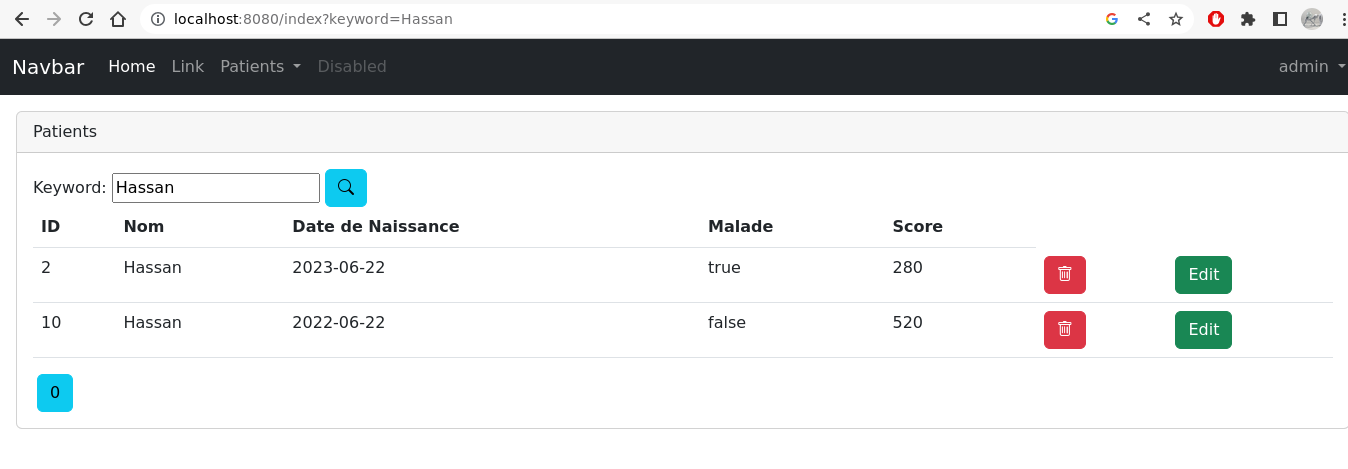 localhost:8080/index?keyword=Hassan
Navbar Home Link Patients Disabled admin
Patients
Keyword: Hassan
ID Nom Date de Naissance Malade Score
2 Hassan 2023-06-22 true 280 Edit
10 Hassan 2022-06-22 false 520 Edit
0